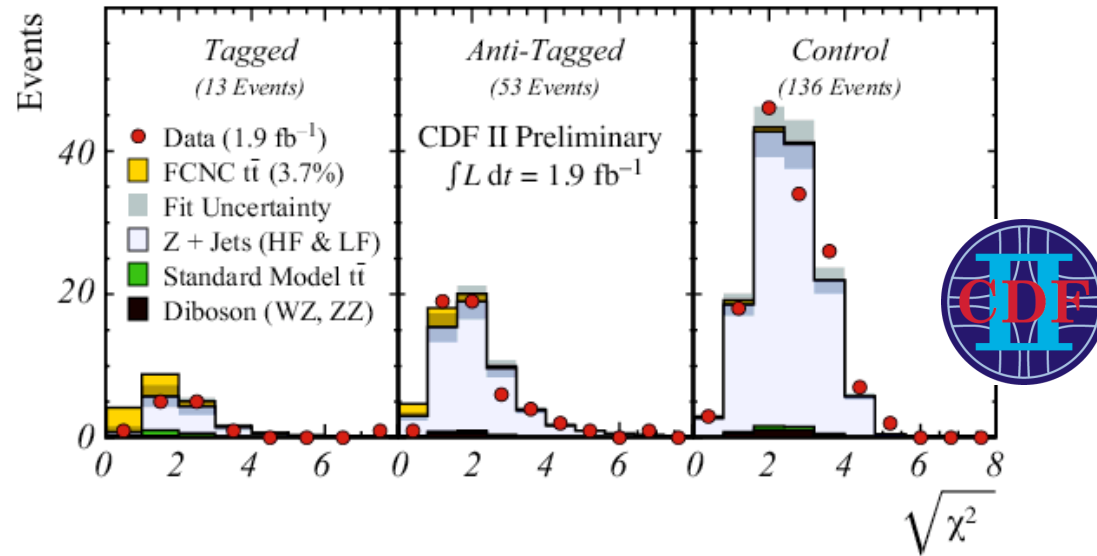 Events
Tagged
(13 Events)
Anti-Tagged
(53 Events)
Control
(136 Events)
Data (1.9 fb⁻¹)
FCNC tt̄ (3.7%)
Fit Uncertainty
Z + Jets (HF & LF)
Standard Model tt̄
Diboson (WZ, ZZ)
CDF II Preliminary
∫L dt = 1.9 fb⁻¹
40
20
0
0 2 4 6 0 2 4 6 0 2 4 6 8
√χ²
II
CDF